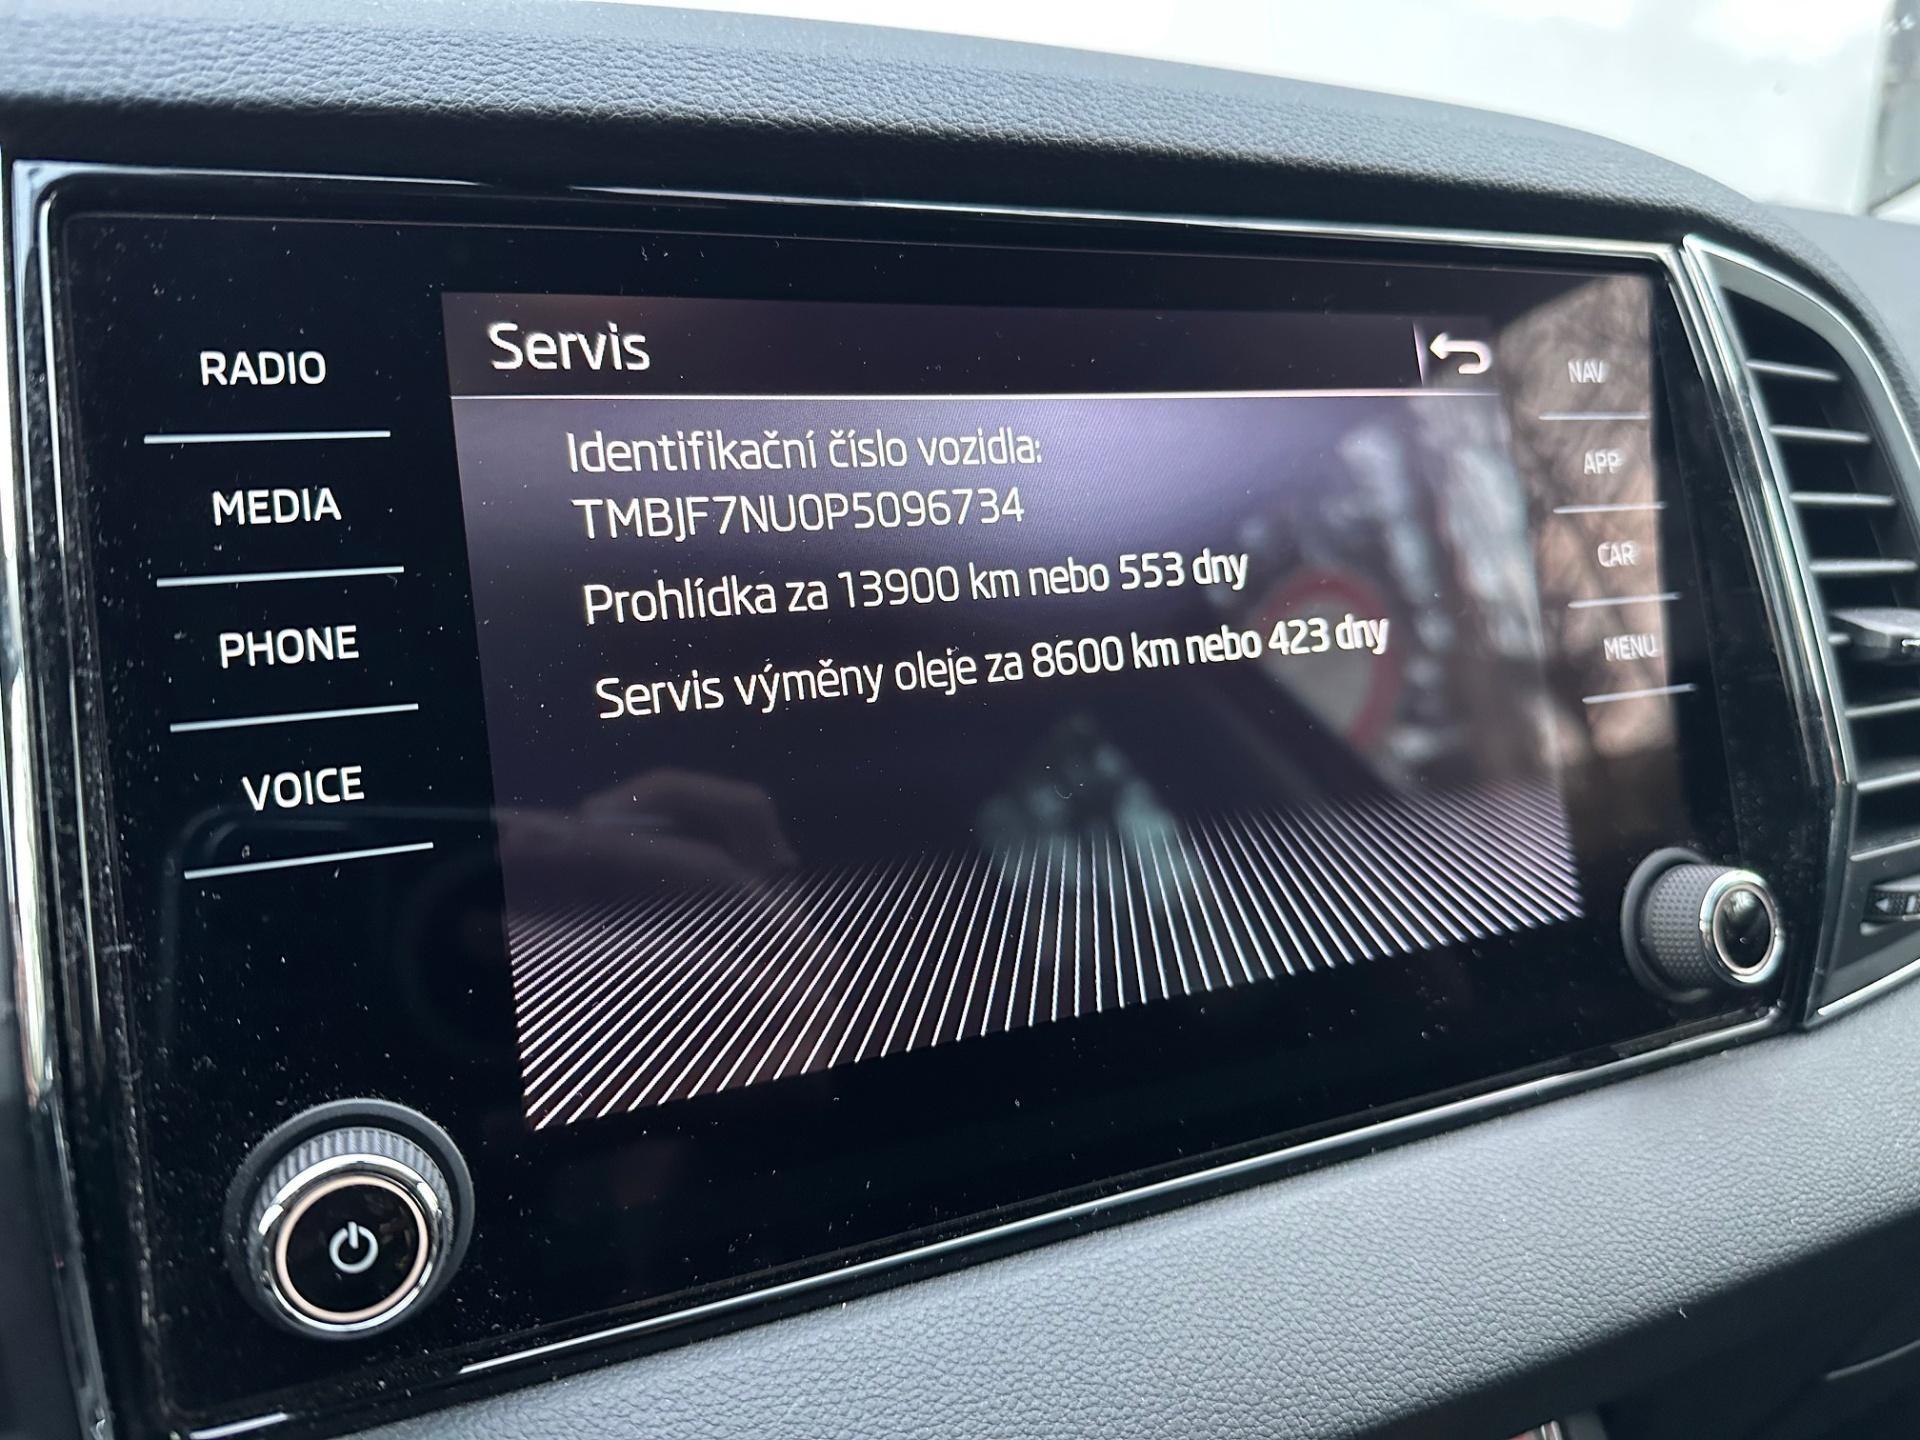 Servis
RADIO
MEDIA
PHONE
VOICE
Identifikační číslo vozidla:
TMBJF7NU0P5096734
Prohlídka za 13900 km nebo 553 dny
Servis výměny oleje za 8600 km nebo 423 dny
NAV
APP
CAR
MENU